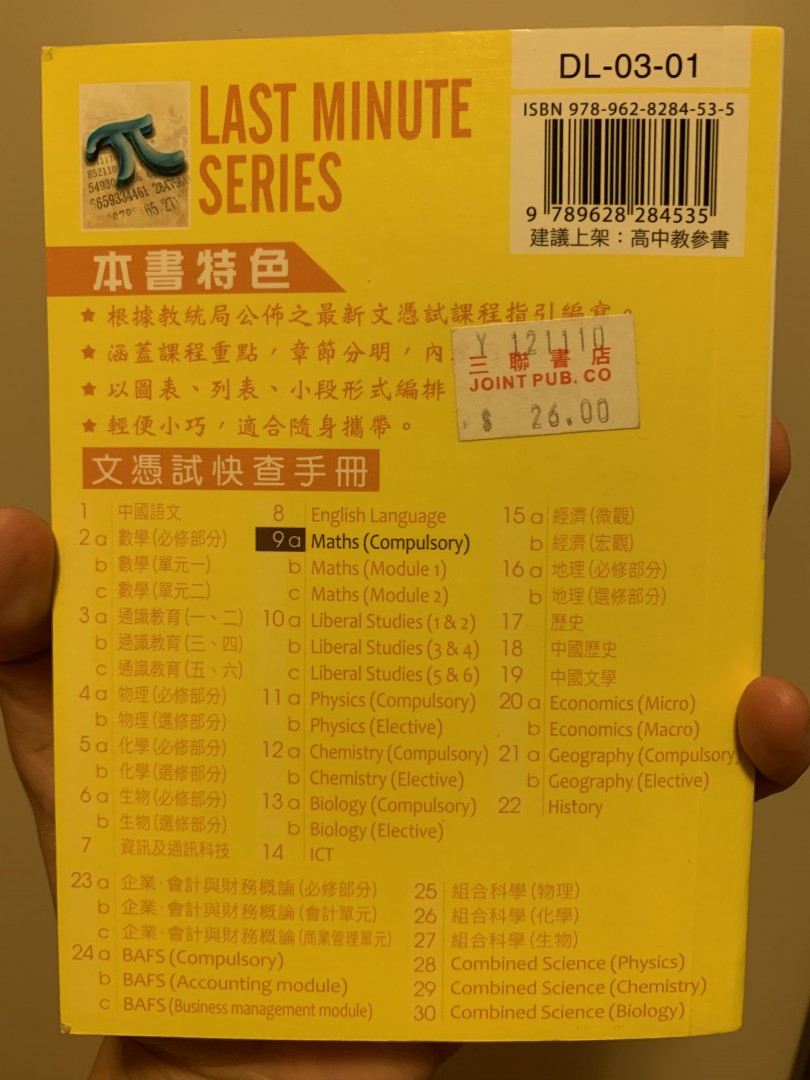 LAST MINUTE
SERIES
DL-03-01
ISBN 978-962-8284-53-5
9 789628 284535
建議上架：高中教參書
本書特色
★ 根據教統局公佈之最新文憑試課程指引編寫。
★ 涵蓋課程重點，章節分明，內
★ 以圖表、列表、小段形式編排
★ 輕便小巧，適合隨身攜帶。
Y 121110
三聯書店
JOINT PUB. CO
$ 26.00
文憑試快查手冊
1 中國語文
2 a 數學(必修部分)
b 數學(單元一)
c 數學(單元二)
3 a 通識教育(一、二)
b 通識教育(三、四)
c 通識教育(五、六)
4 a 物理(必修部分)
b 物理(選修部分)
5 a 化學(必修部分)
b 化學(選修部分)
6 a 生物(必修部分)
b 生物(選修部分)
7 資訊及通訊科技
8 English Language
9 a Maths (Compulsory)
b Maths (Module 1)
c Maths (Module 2)
10 a Liberal Studies (1 & 2)
b Liberal Studies (3 & 4)
c Liberal Studies (5 & 6)
11 a Physics (Compulsory)
b Physics (Elective)
12 a Chemistry (Compulsory)
b Chemistry (Elective)
13 a Biology (Compulsory)
b Biology (Elective)
14 ICT
15 a 經濟(微觀)
b 經濟(宏觀)
16 a 地理(必修部分)
b 地理(選修部分)
17 歷史
18 中國歷史
19 中國文學
20 a Economics (Micro)
b Economics (Macro)
21 a Geography (Compulsory)
b Geography (Elective)
22 History
23 a 企業、會計與財務概論(必修部分)
b 企業、會計與財務概論(會計單元)
c 企業、會計與財務概論(商業管理單元)
24 a BAFS (Compulsory)
b BAFS (Accounting module)
c BAFS (Business management module)
25 組合科學(物理)
26 組合科學(化學)
27 組合科學(生物)
28 Combined Science (Physics)
29 Combined Science (Chemistry)
30 Combined Science (Biology)